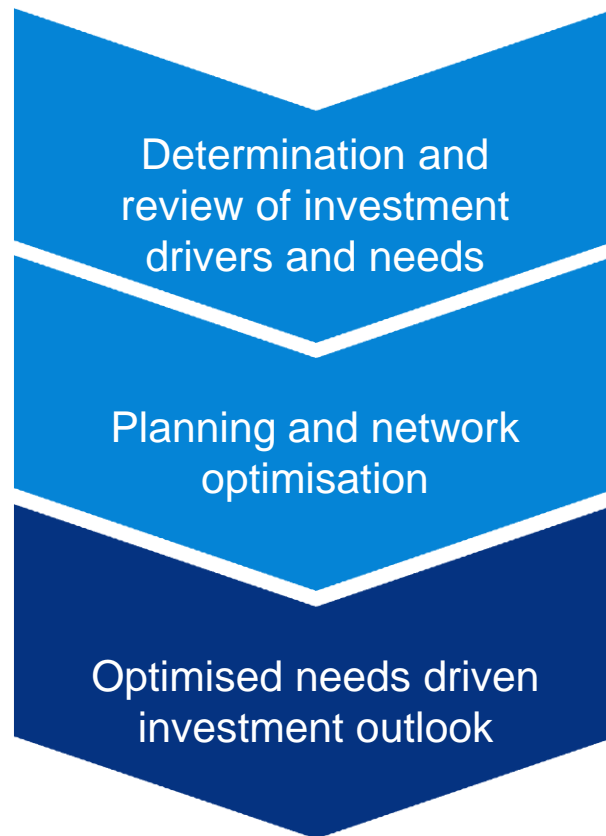 Determination and
review of investment
drivers and needs
Planning and network
optimisation
Optimised needs driven
investment outlook